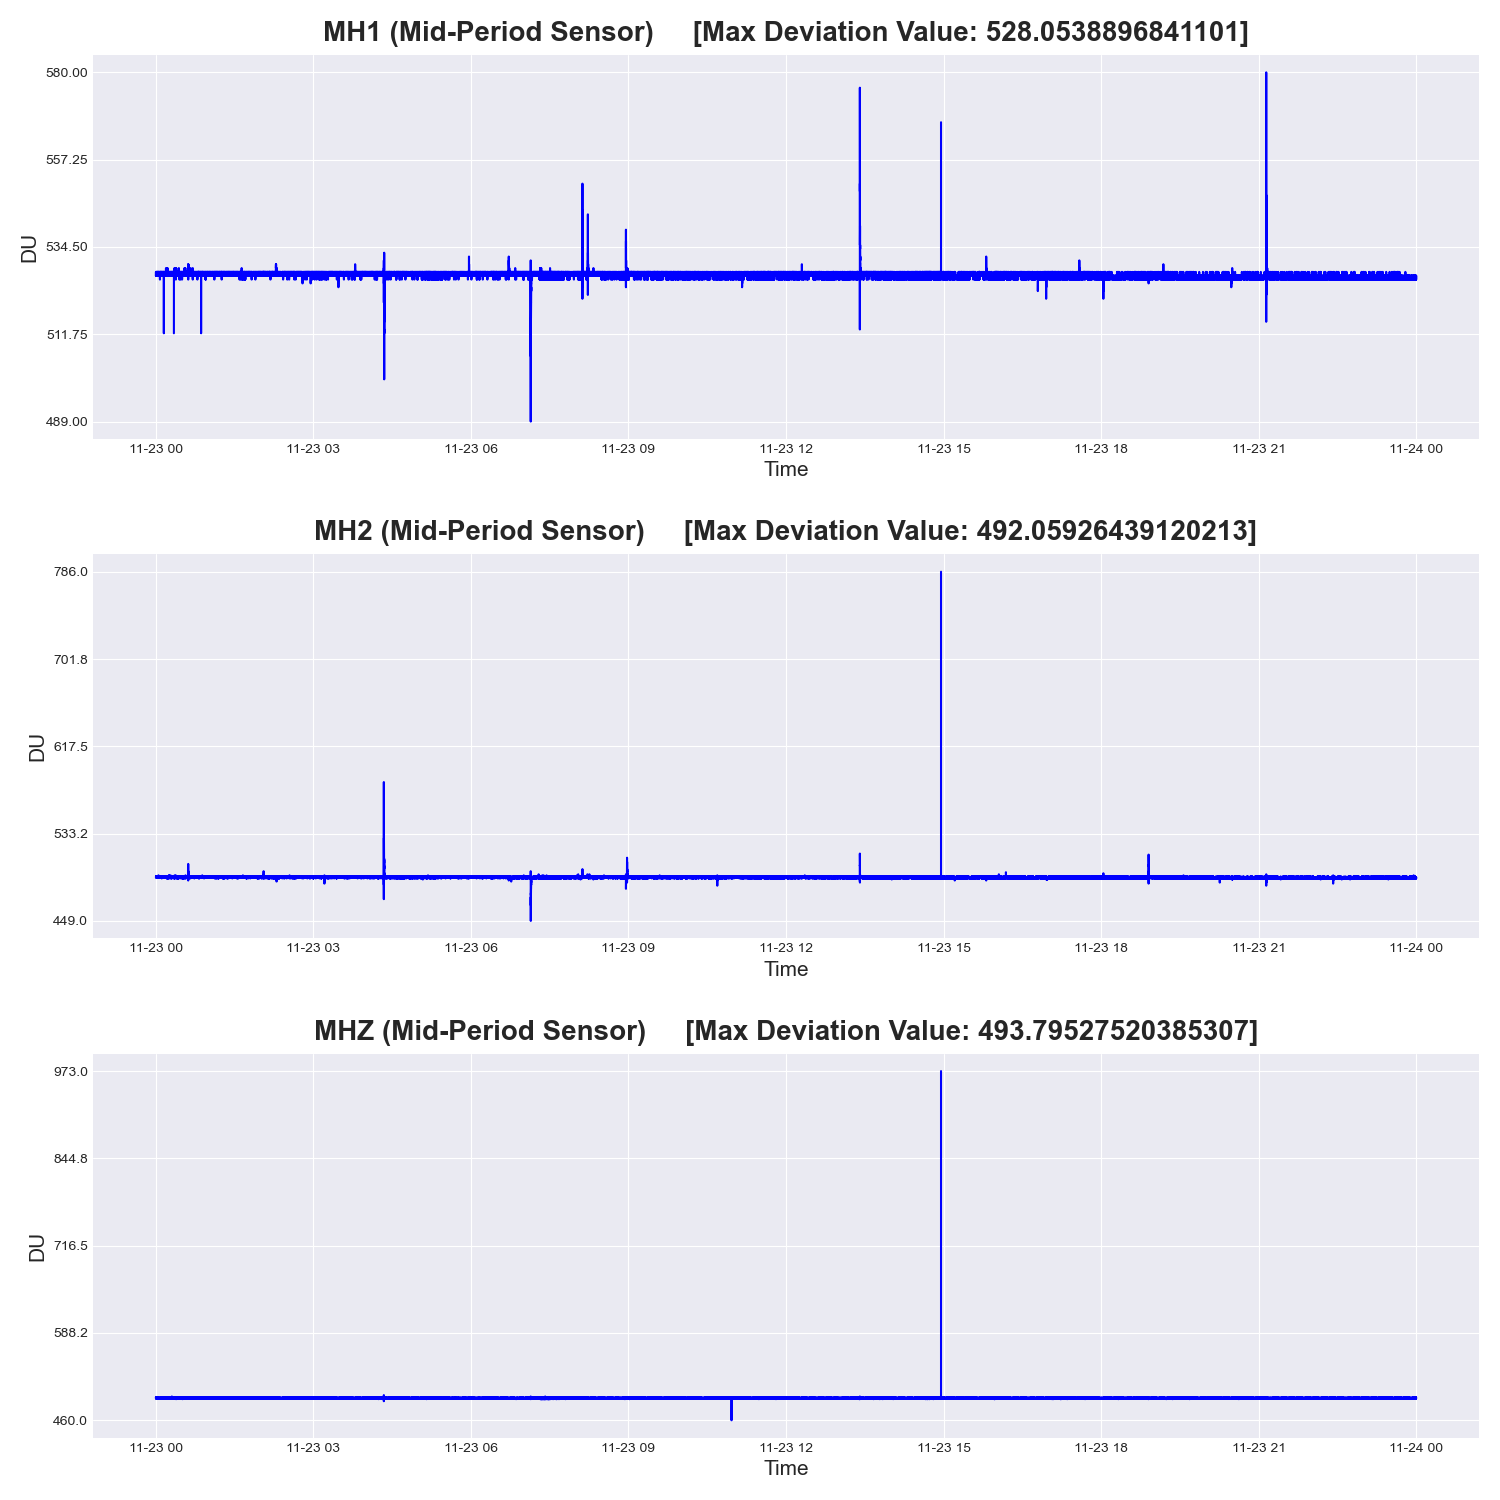 MH1 (Mid-Period Sensor)     [Max Deviation Value: 528.0538896841101]
580.00
557.25
534.50
511.75
489.00
DU
11-23 00 11-23 03 11-23 06 11-23 09 11-23 12 11-23 15 11-23 18 11-23 21 11-24 00
Time
MH2 (Mid-Period Sensor)     [Max Deviation Value: 492.05926439120213]
786.0
701.8
617.5
533.2
449.0
DU
11-23 00 11-23 03 11-23 06 11-23 09 11-23 12 11-23 15 11-23 18 11-23 21 11-24 00
Time
MHZ (Mid-Period Sensor)     [Max Deviation Value: 493.79527520385307]
973.0
844.8
716.5
588.2
460.0
DU
11-23 00 11-23 03 11-23 06 11-23 09 11-23 12 11-23 15 11-23 18 11-23 21 11-24 00
Time